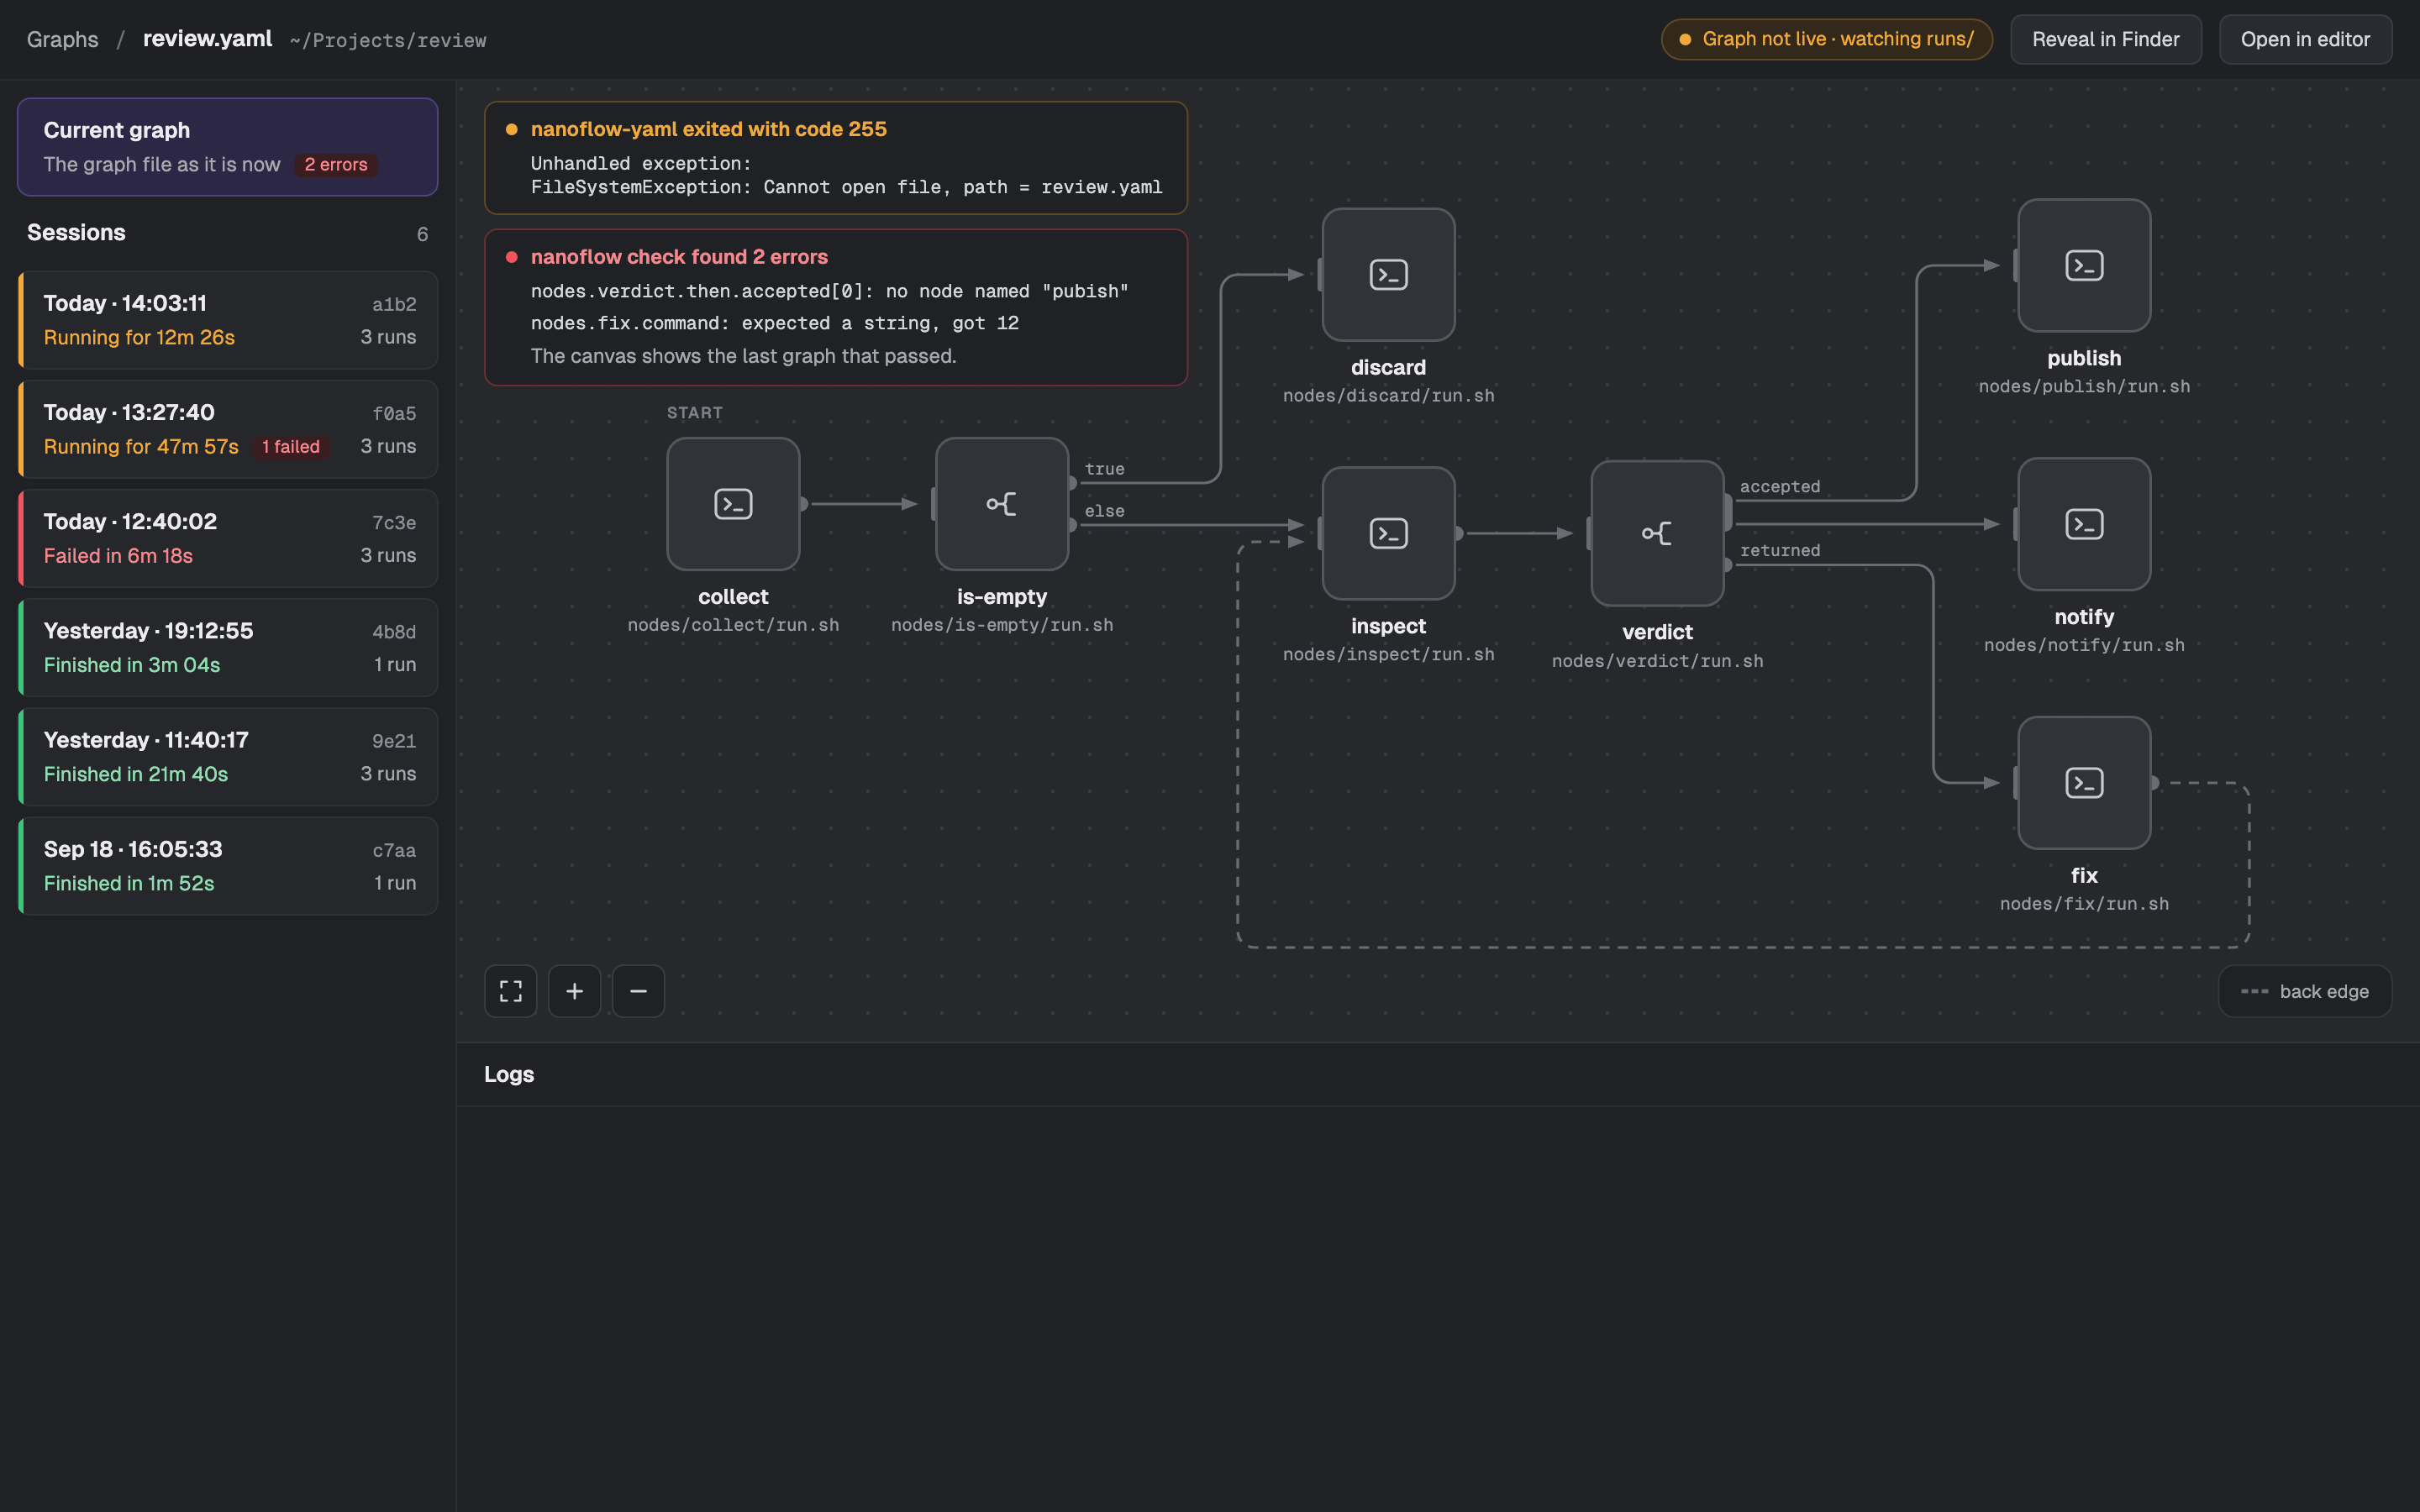 Graphs / review.yaml ~/Projects/review
Graph not live · watching runs/
Reveal in Finder
Open in editor
Current graph
The graph file as it is now 2 errors
Sessions 6
Today · 14:03:11 a1b2
Running for 12m 26s 3 runs
Today · 13:27:40 f0a5
Running for 47m 57s 1 failed 3 runs
Today · 12:40:02 7c3e
Failed in 6m 18s 3 runs
Yesterday · 19:12:55 4b8d
Finished in 3m 04s 1 run
Yesterday · 11:40:17 9e21
Finished in 21m 40s 3 runs
Sep 18 · 16:05:33 c7aa
Finished in 1m 52s 1 run
nanoflow-yaml exited with code 255
Unhandled exception:
FileSystemException: Cannot open file, path = review.yaml
nanoflow check found 2 errors
nodes.verdict.then.accepted[0]: no node named "pubish"
nodes.fix.command: expected a string, got 12
The canvas shows the last graph that passed.
START
collect
nodes/collect/run.sh
is-empty
nodes/is-empty/run.sh
true
else
discard
nodes/discard/run.sh
inspect
nodes/inspect/run.sh
verdict
nodes/verdict/run.sh
accepted
returned
publish
nodes/publish/run.sh
notify
nodes/notify/run.sh
fix
nodes/fix/run.sh
back edge
Logs